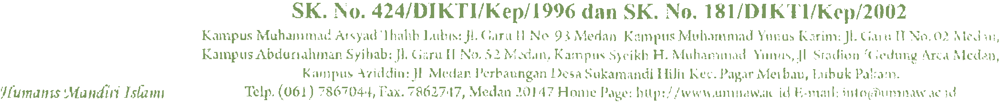 SK. No. 424/DIKTI/Kep/1996 dan SK. No. 181/DIKTI/Kep/2002
Kampus Muhammad Arsyad Thalib Lubis: Jl. Garu II No 93 Medan Kampus Muhammad Yunus Karim: Jl. Garu II No. 02 Medan,
Kampus Abdurrahman Syihab: Jl. Garu II No. 52 Medan, Kampus Syeikh H. Muhammad Yunus, Jl Stadion/Gedung Arca Medan,
Kampus Aziddin: Jl Medan Perbaungan Desa Sukamandi Hilir Kec. Pagar Merbau, Lubuk Pakam.
Humanis Mandiri Islami Telp. (061) 7867044, Fax. 7862747, Medan 20147 Home Page: http://www.umnaw.ac.id E-mail: info@umnaw.ac.id